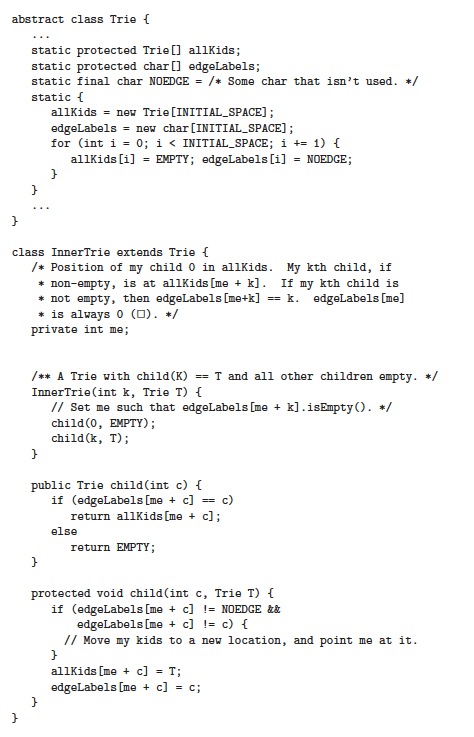 abstract class Trie {
...
static protected Trie[] allKids;
static protected char[] edgeLabels;
static final char NOEDGE = /* Some char that isn't used. */
static {
allKids = new Trie[INITIAL_SPACE];
edgeLabels = new char[INITIAL_SPACE];
for (int i = 0; i < INITIAL_SPACE; i += 1) {
allKids[i] = EMPTY; edgeLabels[i] = NOEDGE;
}
}
...
}
class InnerTrie extends Trie {
/* Position of my child 0 in allKids. My kth child, if
* non-empty, is at allKids[me + k]. If my kth child is
* not empty, then edgeLabels[me+k] == k. edgeLabels[me]
* is always 0 (□). */
private int me;
/** A Trie with child(K) == T and all other children empty. */
InnerTrie(int k, Trie T) {
// Set me such that edgeLabels[me + k].isEmpty(). */
child(0, EMPTY);
child(k, T);
}
public Trie child(int c) {
if (edgeLabels[me + c] == c)
return allKids[me + c];
else
return EMPTY;
}
protected void child(int c, Trie T) {
if (edgeLabels[me + c] != NOEDGE &&
edgeLabels[me + c] != c) {
// Move my kids to a new location, and point me at it.
}
allKids[me + c] = T;
edgeLabels[me + c] = c;
}
}